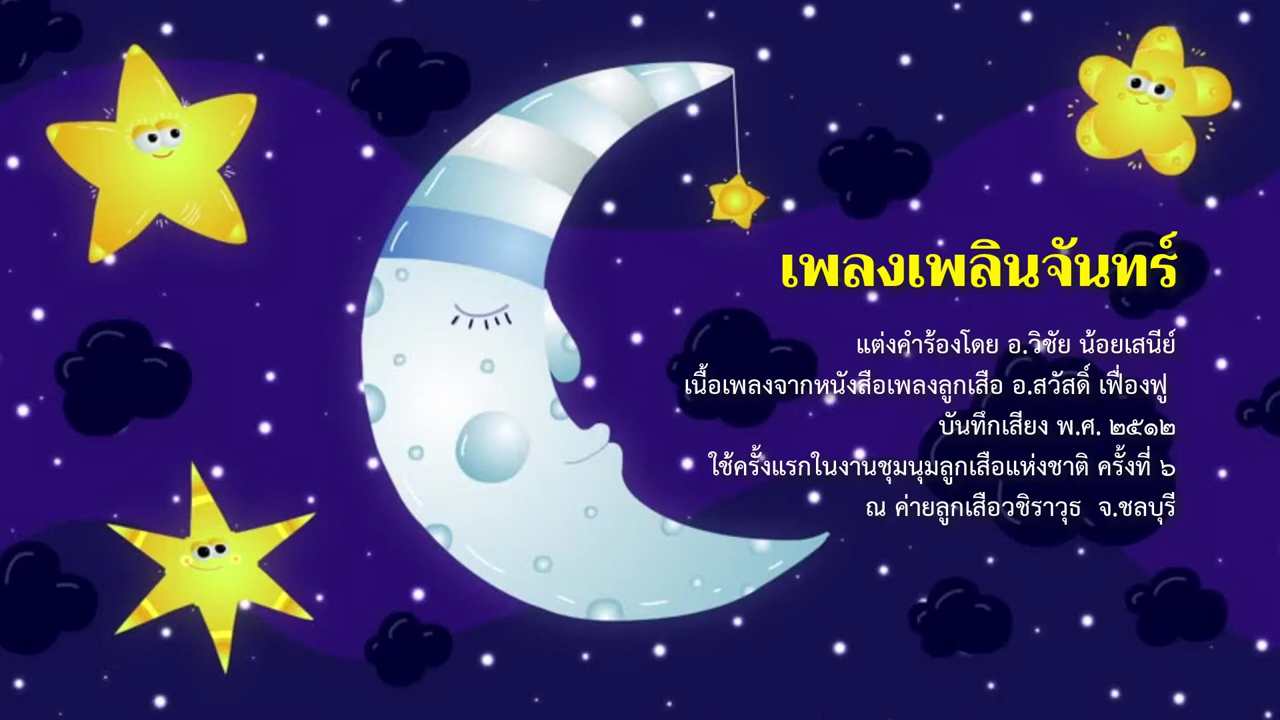 เพลงเพลินจันทร์
แต่งคำร้องโดย อ.วิชัย น้อยเสนีย์
เนื้อเพลงจากหนังสือเพลงลูกเสือ อ.สวัสดิ์ เฟื่องฟู
บันทึกเสียง พ.ศ. ๒๕๑๒
ใช้ครั้งแรกในงานชุมนุมลูกเสือแห่งชาติ ครั้งที่ ๖
ณ ค่ายลูกเสือวชิราวุธ จ.ชลบุรี